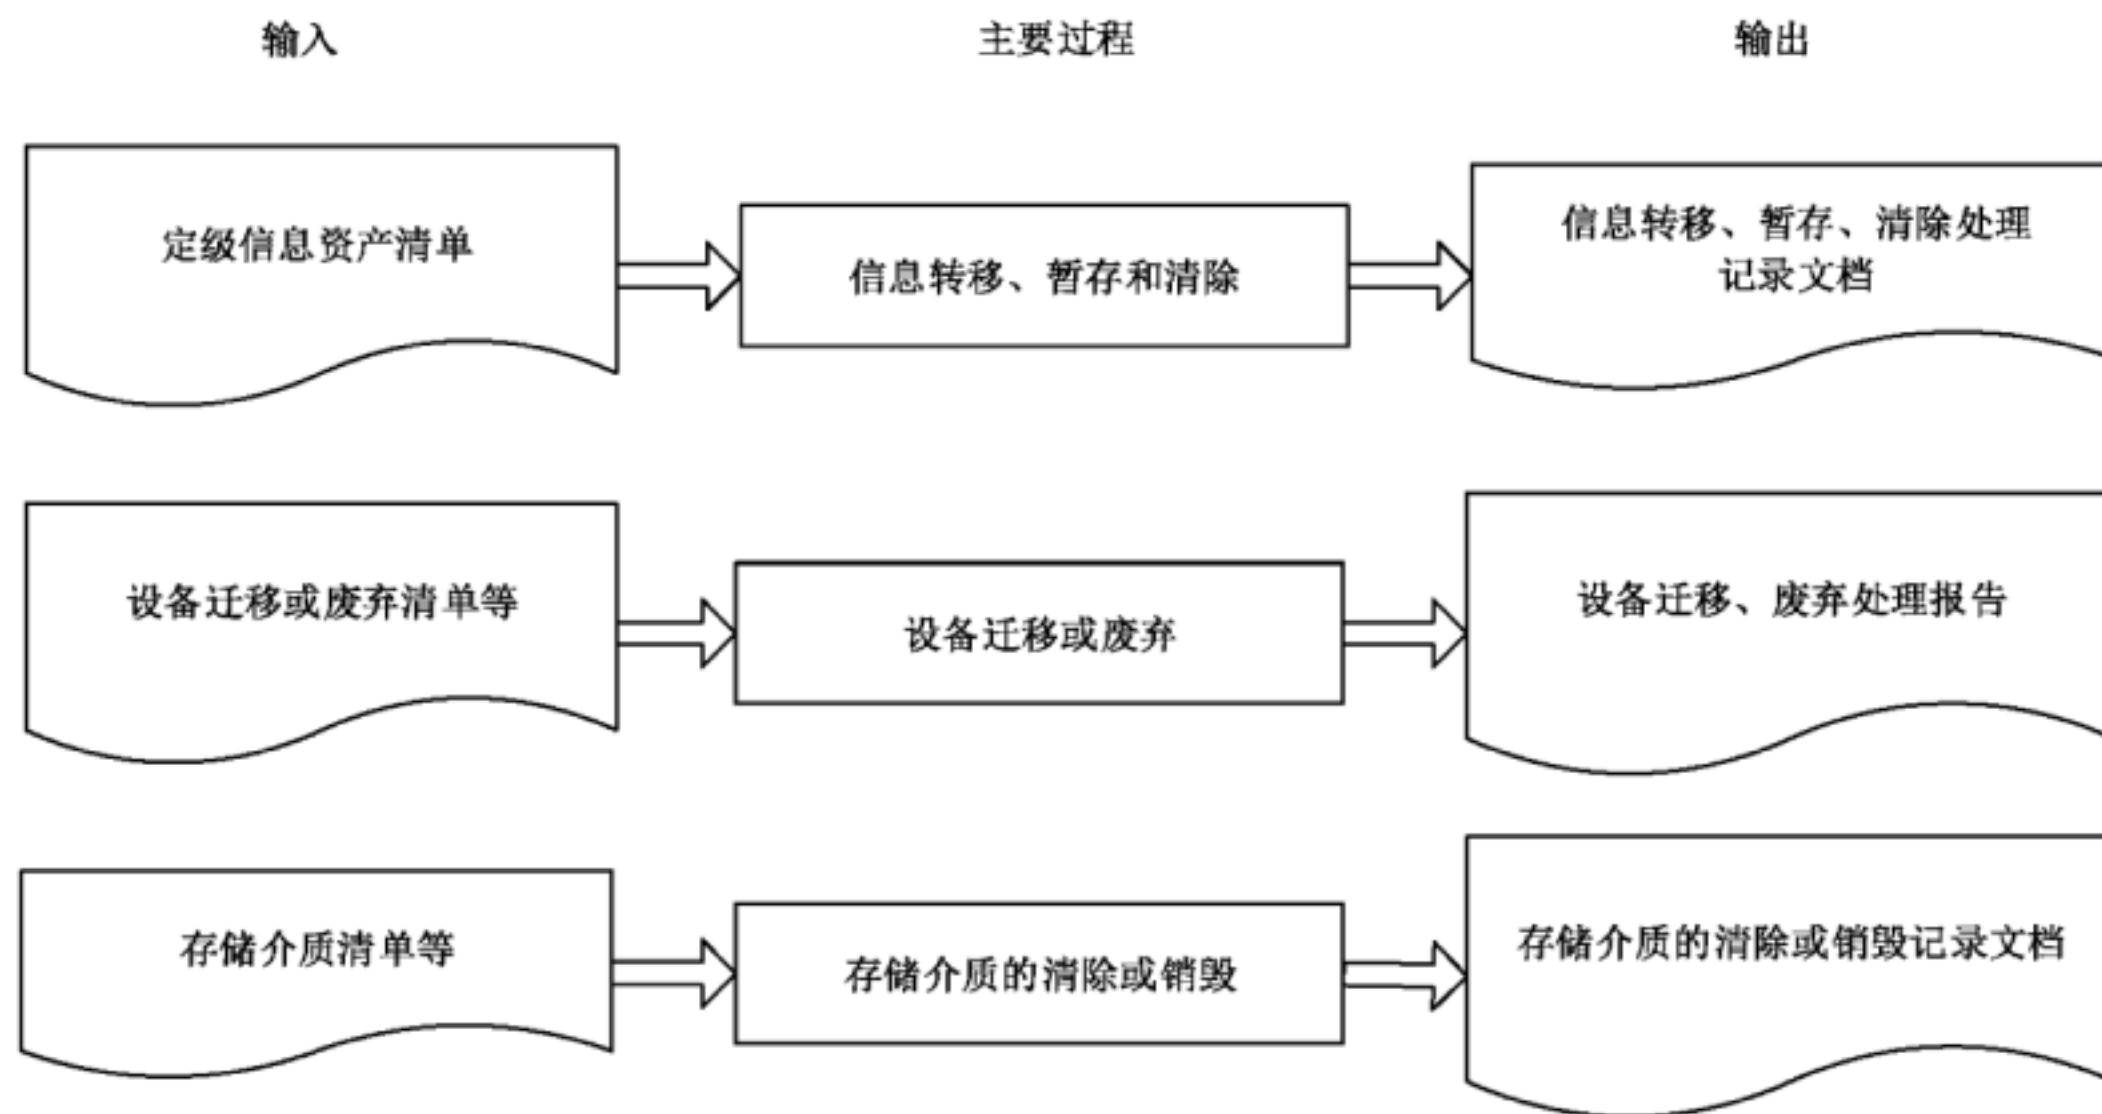 输入
主要过程
输出
定级信息资产清单
信息转移、暂存和清除
信息转移、暂存、清除处理
记录文档
设备迁移或废弃清单等
设备迁移或废弃
设备迁移、废弃处理报告
存储介质清单等
存储介质的清除或销毁
存储介质的清除或销毁记录文档